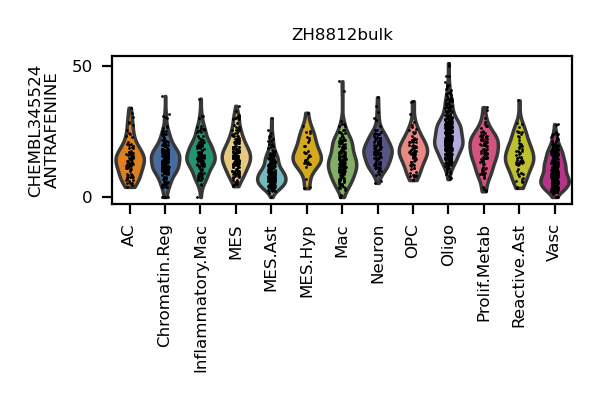 ZH8812bulk
CHEMBL345524
ANTRAFENINE
50
0
AC
Chromatin.Reg
Inflammatory.Mac
MES
MES.Ast
MES.Hyp
Mac
Neuron
OPC
Oligo
Prolif.Metab
Reactive.Ast
Vasc